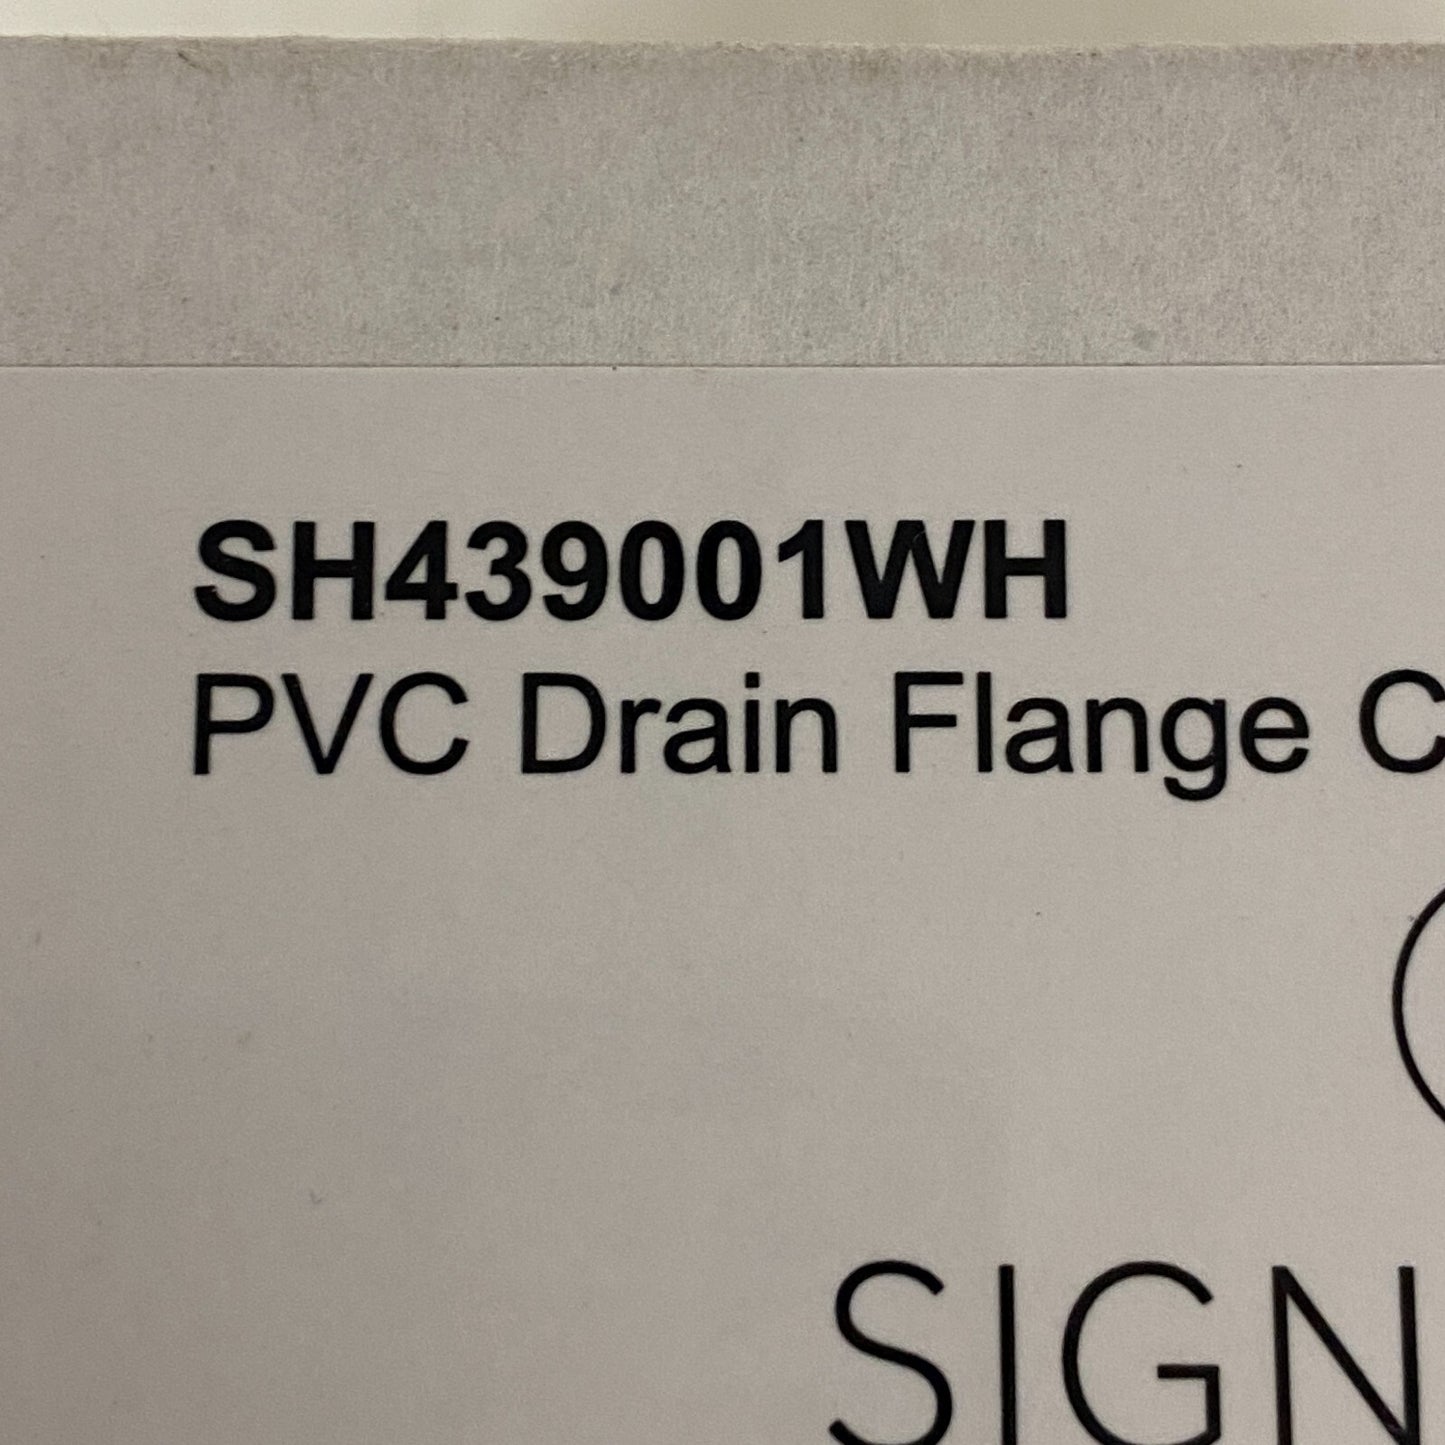 SH439001WH
PVC Drain Flange C
SIGN